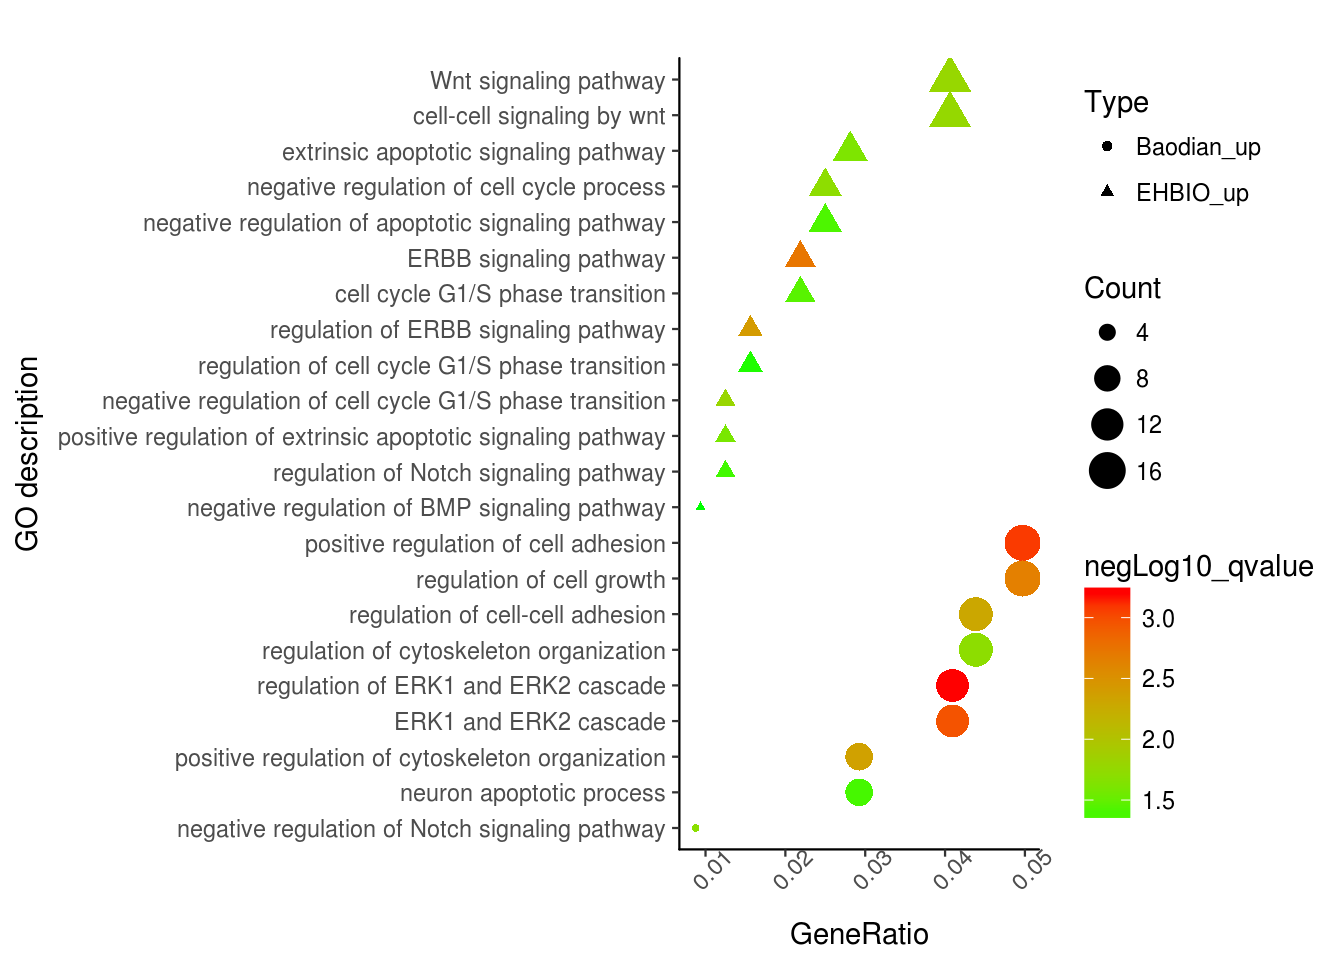 Wnt signaling pathway
cell-cell signaling by wnt
extrinsic apoptotic signaling pathway
negative regulation of cell cycle process
negative regulation of apoptotic signaling pathway
ERBB signaling pathway
cell cycle G1/S phase transition
regulation of ERBB signaling pathway
regulation of cell cycle G1/S phase transition
negative regulation of cell cycle G1/S phase transition
positive regulation of extrinsic apoptotic signaling pathway
regulation of Notch signaling pathway
negative regulation of BMP signaling pathway
positive regulation of cell adhesion
regulation of cell growth
regulation of cell-cell adhesion
regulation of cytoskeleton organization
regulation of ERK1 and ERK2 cascade
ERK1 and ERK2 cascade
positive regulation of cytoskeleton organization
neuron apoptotic process
negative regulation of Notch signaling pathway
GO description
0.01
0.02
0.03
0.04
0.05
GeneRatio
Type
Baodian_up
EHBIO_up
Count
4
8
12
16
negLog10_qvalue
3.0
2.5
2.0
1.5